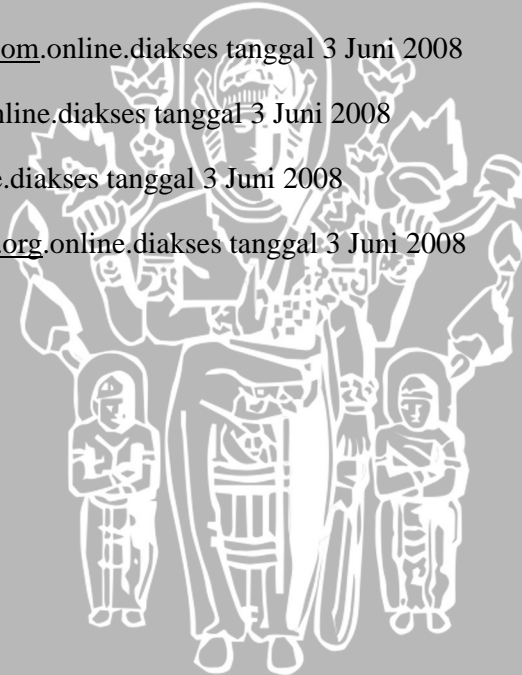 om.online.diakses tanggal 3 Juni 2008
line.diakses tanggal 3 Juni 2008
.diakses tanggal 3 Juni 2008
.org.online.diakses tanggal 3 Juni 2008